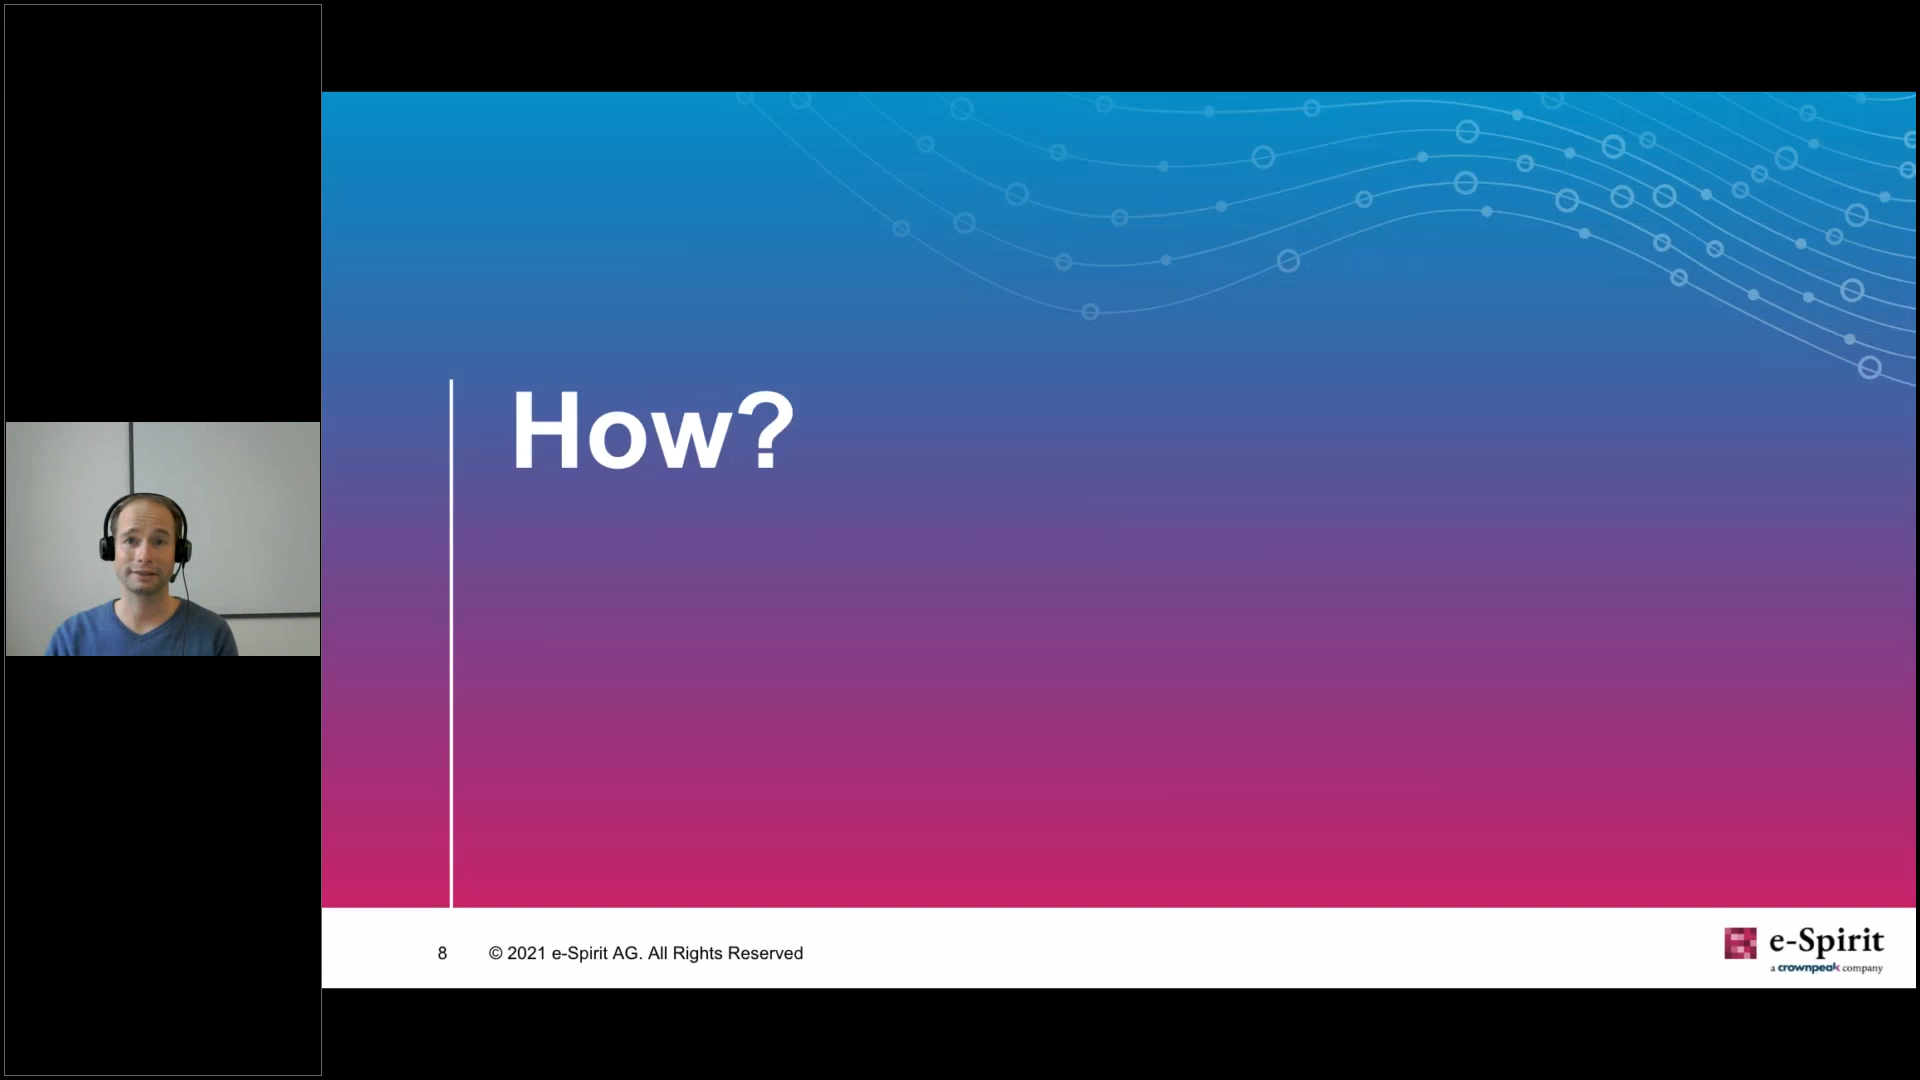 How?
8 © 2021 e-Spirit AG. All Rights Reserved
e-Spirit
a crownpeak company